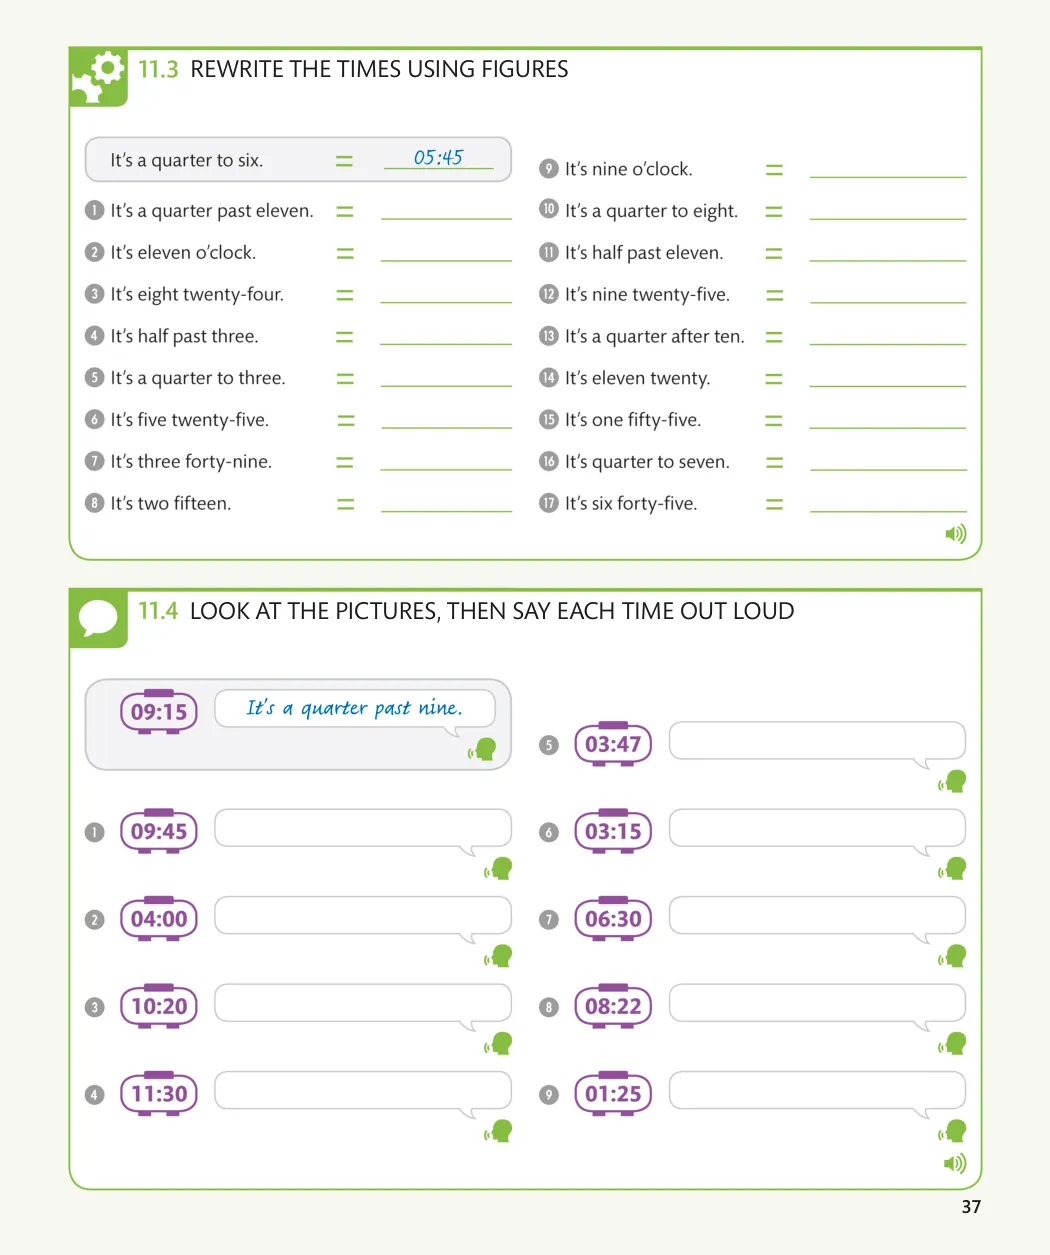 11.3 REWRITE THE TIMES USING FIGURES
It's a quarter to six. = 05:45
1 It's a quarter past eleven. =
2 It's eleven o'clock. =
3 It's eight twenty-four. =
4 It's half past three. =
5 It's a quarter to three. =
6 It's five twenty-five. =
7 It's three forty-nine. =
8 It's two fifteen. =
9 It's nine o'clock. =
10 It's a quarter to eight. =
11 It's half past eleven. =
12 It's nine twenty-five. =
13 It's a quarter after ten. =
14 It's eleven twenty. =
15 It's one fifty-five. =
16 It's quarter to seven. =
17 It's six forty-five. =
11.4 LOOK AT THE PICTURES, THEN SAY EACH TIME OUT LOUD
09:15 It's a quarter past nine.
1 09:45
2 04:00
3 10:20
4 11:30
5 03:47
6 03:15
7 06:30
8 08:22
9 01:25
37